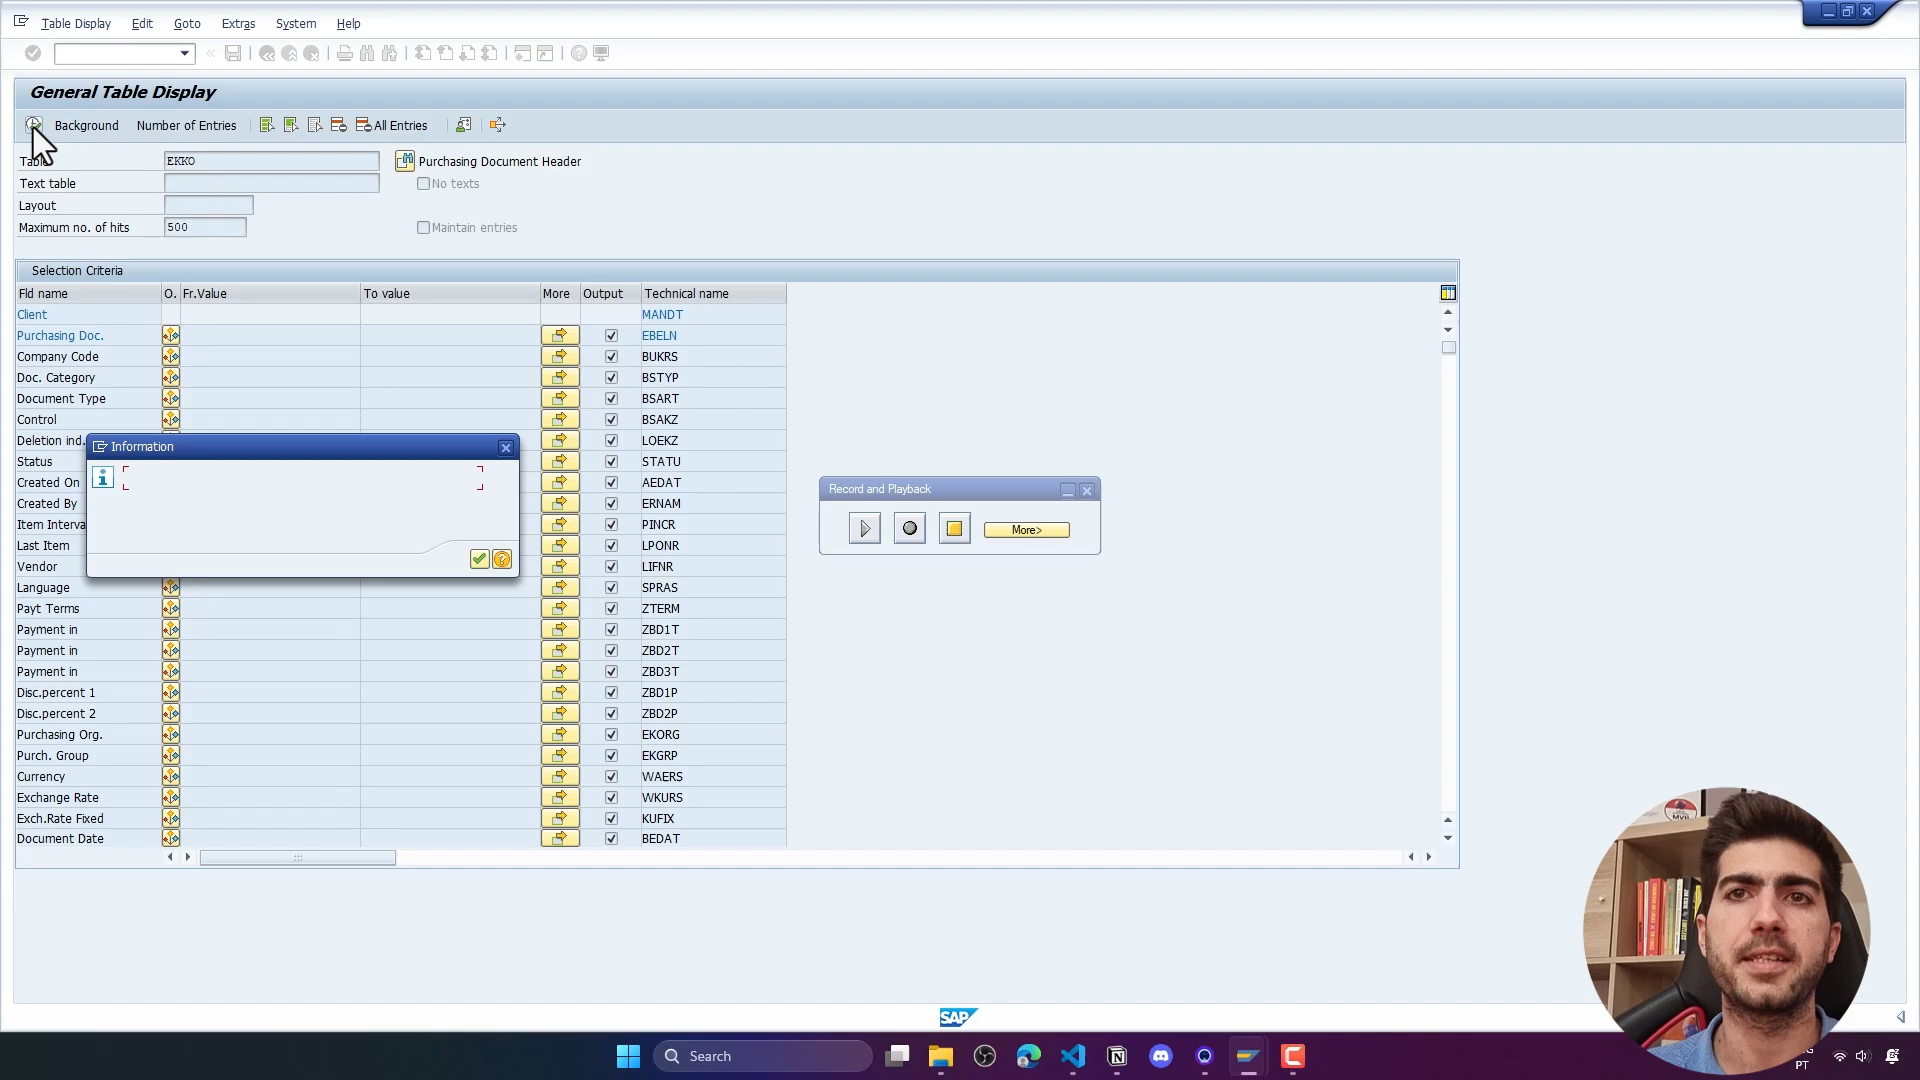 Table Display Edit Goto Extras System Help
General Table Display
Background Number of Entries All Entries
Table EKKO Purchasing Document Header
Text table No texts
Layout
Maximum no. of hits 500 Maintain entries
Selection Criteria
Fld name O. Fr.Value To value More Output Technical name
Client MANDT
Purchasing Doc. EBELN
Company Code BUKRS
Doc. Category BSTYP
Document Type BSART
Control BSAKZ
Deletion ind. LOEKZ
Information
Status STATU
Created On AEDAT
Record and Playback
Created By ERNAM
Item Interva PINCR
More>
Last Item LPONR
Vendor LIFNR
Language SPRAS
Payt Terms ZTERM
Payment in ZBD1T
Payment in ZBD2T
Payment in ZBD3T
Disc.percent 1 ZBD1P
Disc.percent 2 ZBD2P
Purchasing Org. EKORG
Purch. Group EKGRP
Currency WAERS
Exchange Rate WKURS
Exch.Rate Fixed KUFIX
Document Date BEDAT
SAP
Search
PT